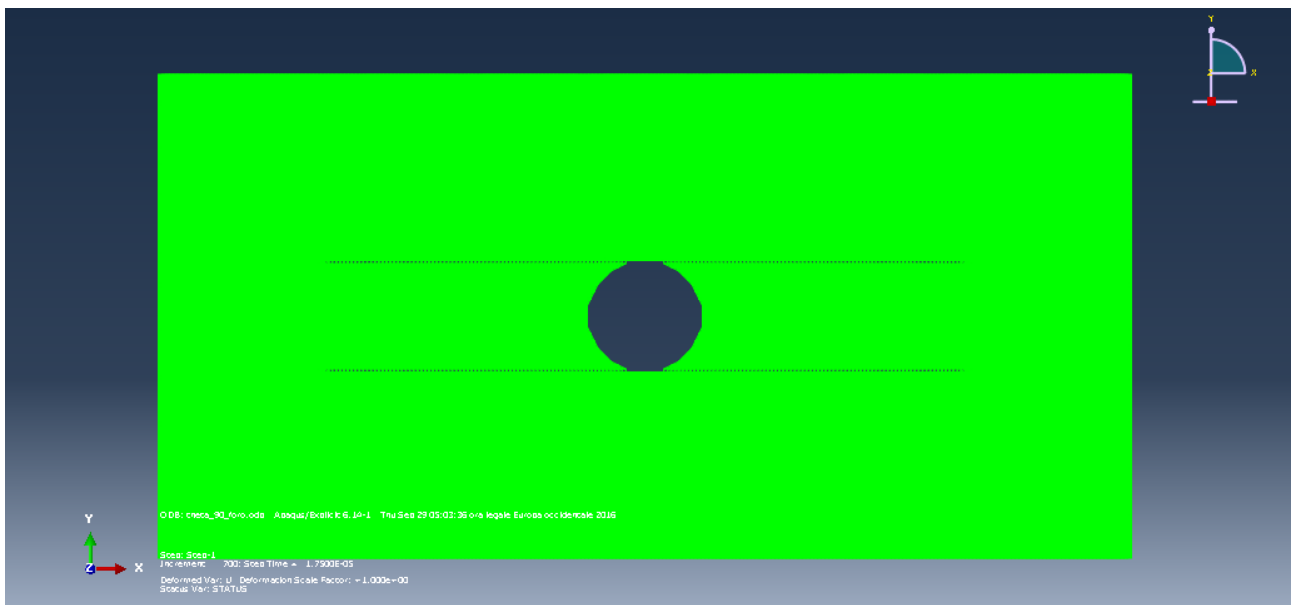 Y
Z X
ODB: cneca_90_foro.odb Abaqus/Explicit 6.14-1 Thu Sep 29 05:03:36 ora legale Europa occidentale 2016
Y
Z X
Step: Step-1
Increment 700: Step Time = 1.7500E-05
Deformed Var: U Deformation Scale Factor: +1.000e+00
Status Var: STATUS